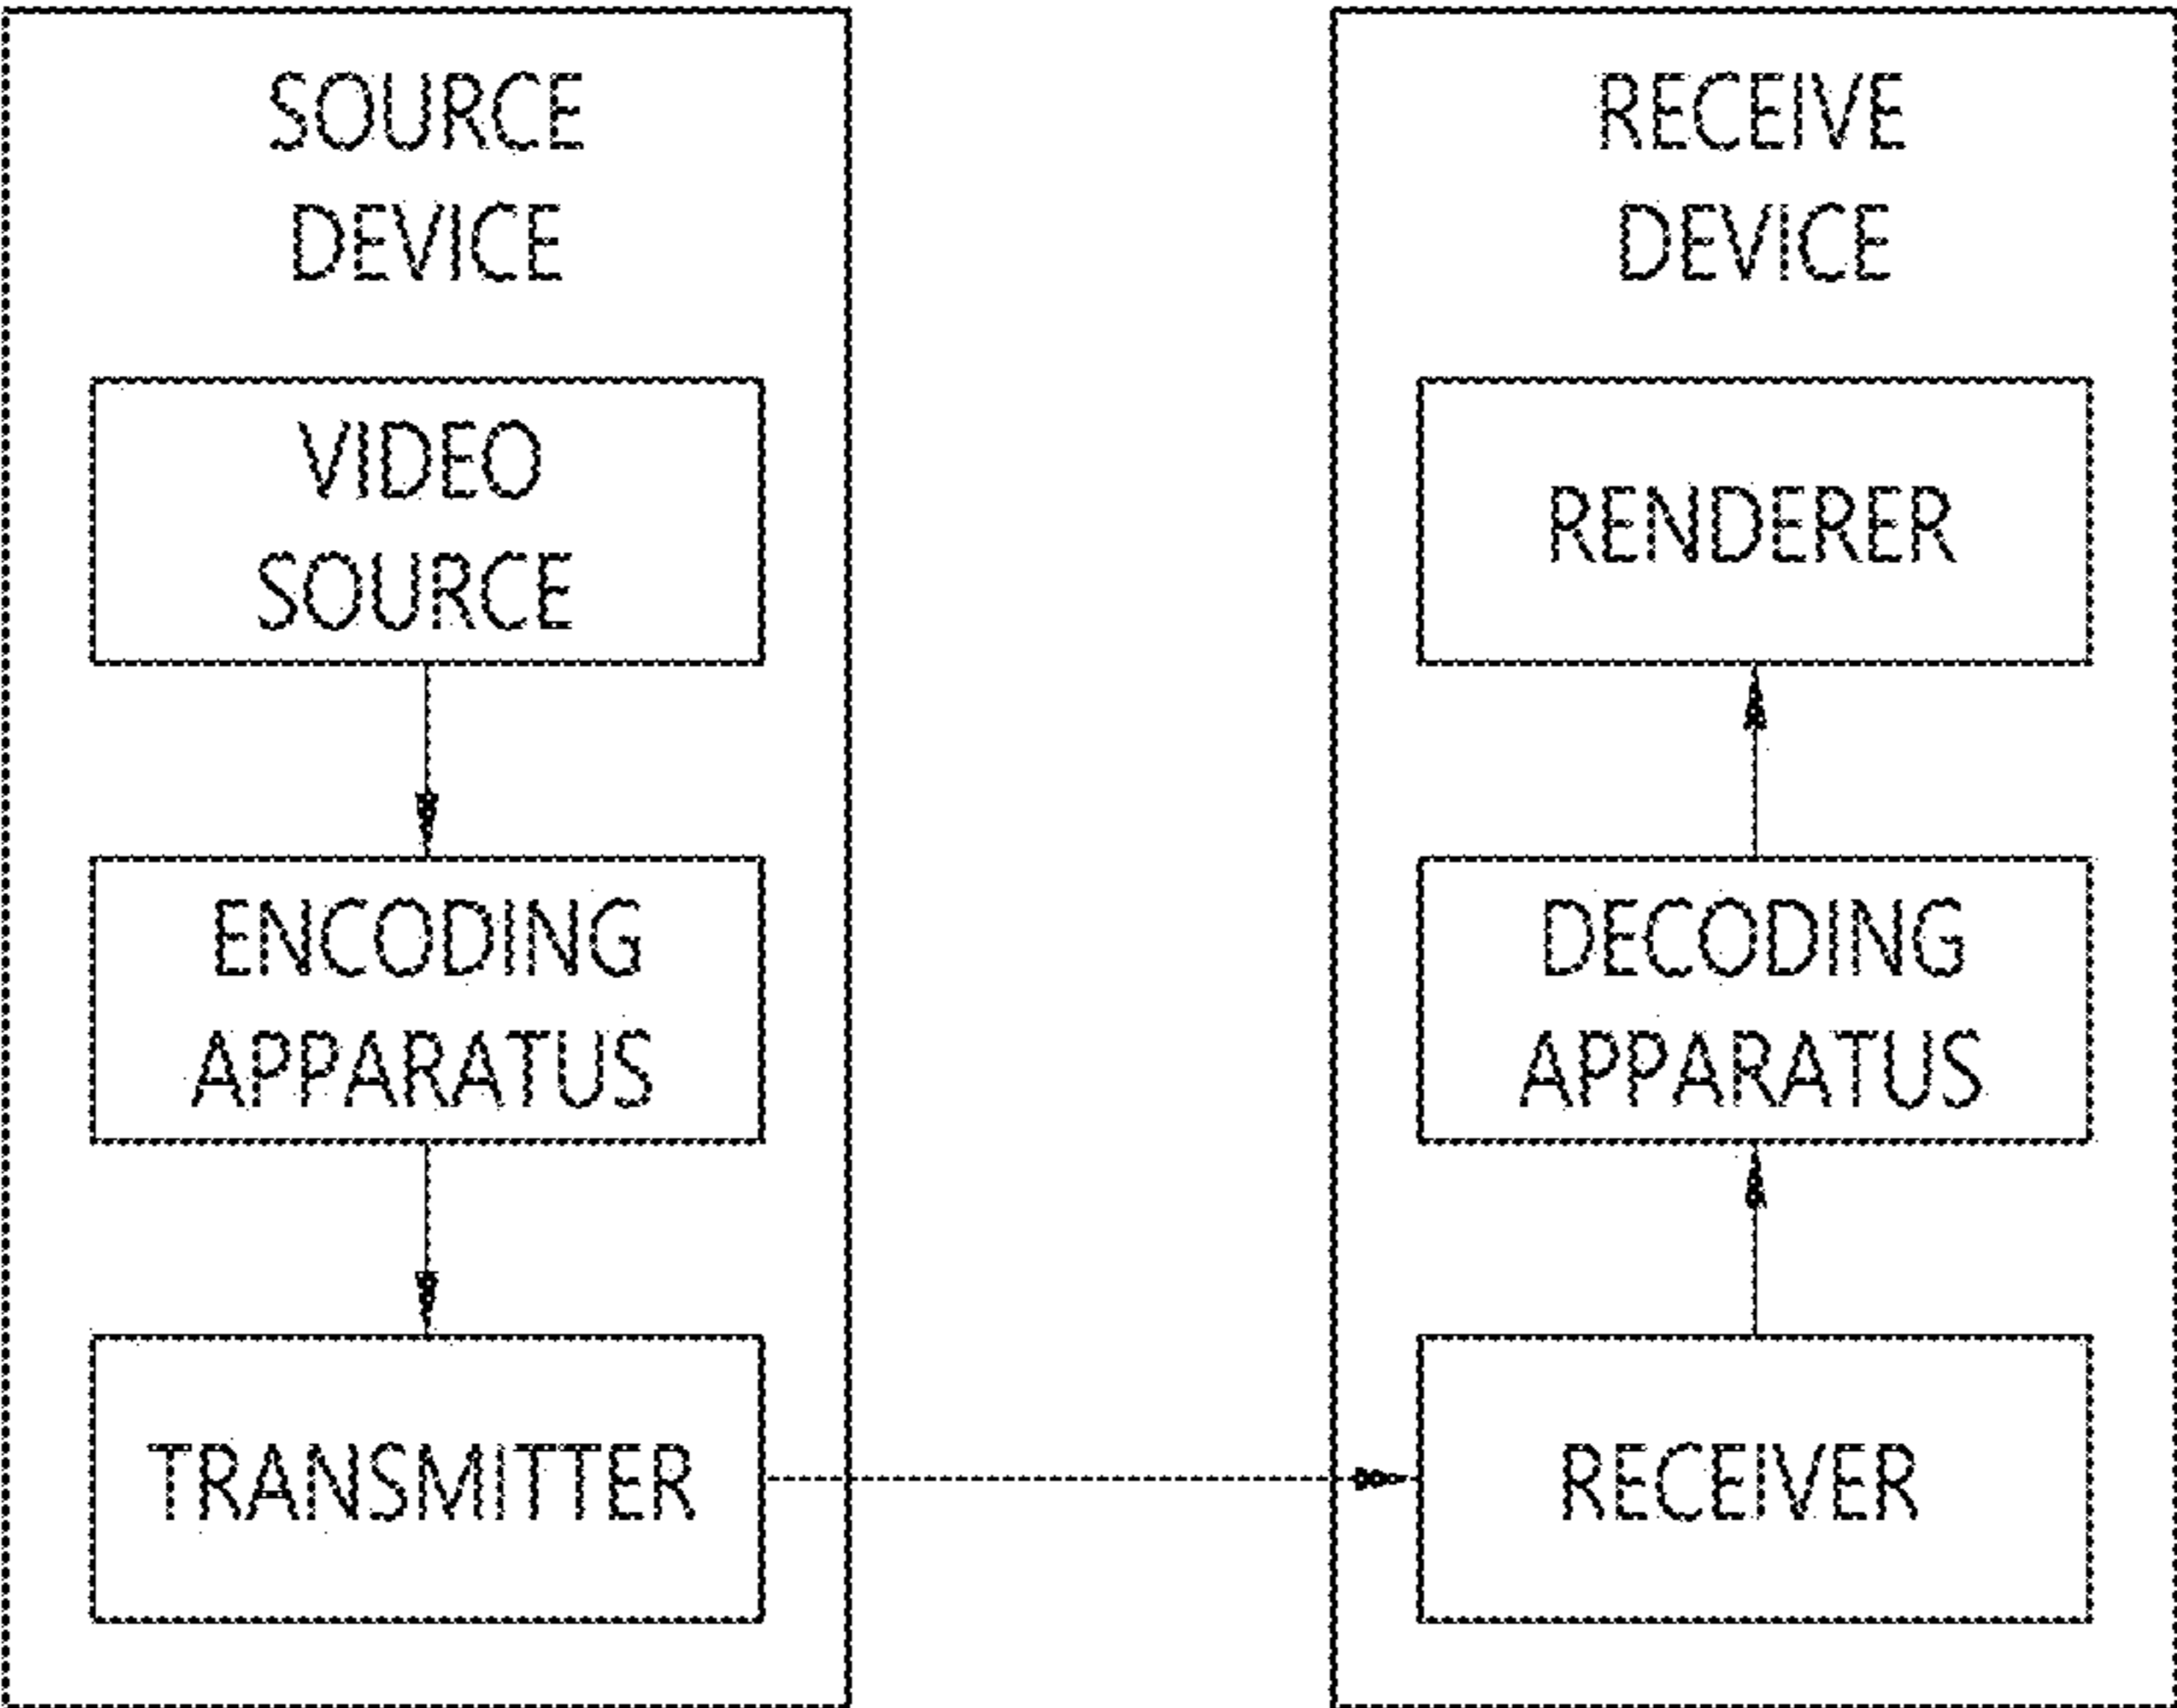 SOURCE
DEVICE
VIDEO
SOURCE
ENCODING
APPARATUS
TRANSMITTER
RECEIVE
DEVICE
RENDERER
DECODING
APPARATUS
RECEIVER